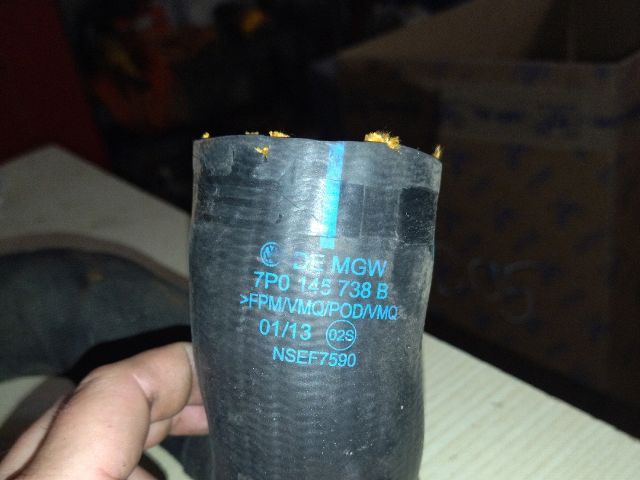 DE MGW
7P0 145 738 B
>FPM/VMQ/POD/VMQ
01/13 02S
NSEF7590